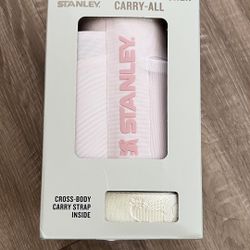 STANLEY.
CARRY-ALL
STANLEY
CROSS-BODY
CARRY STRAP
INSIDE